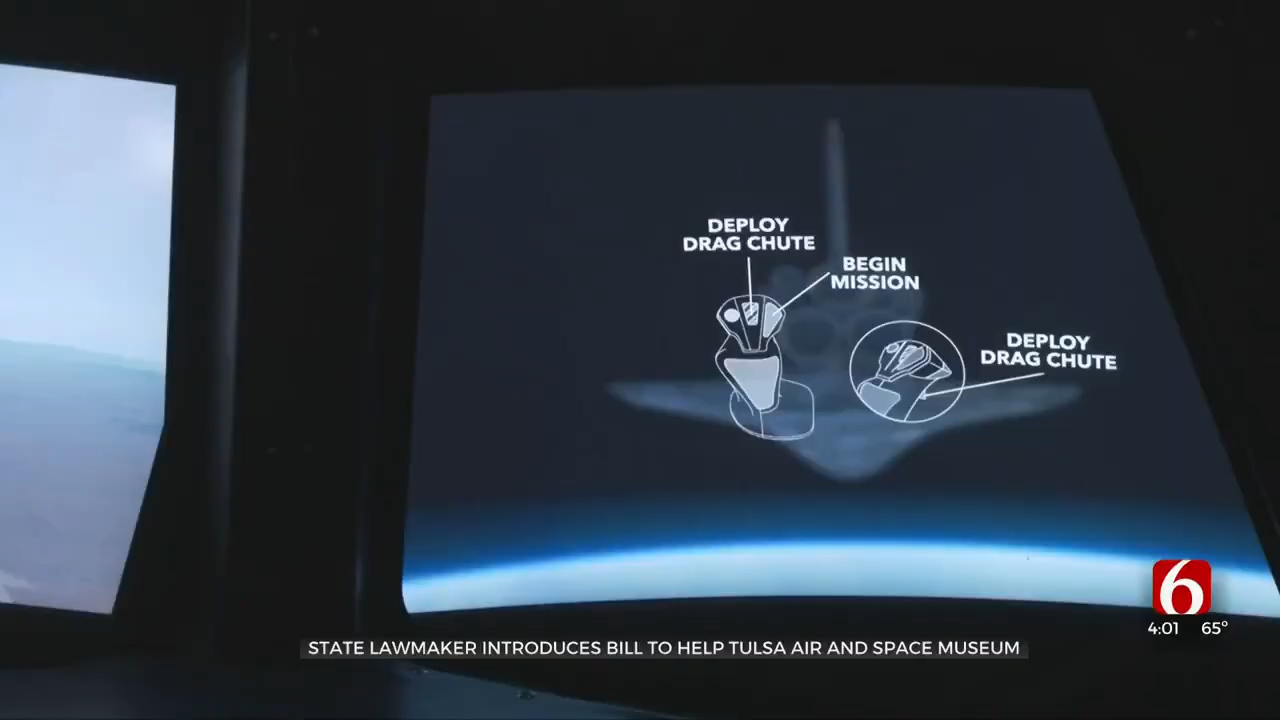 DEPLOY
DRAG CHUTE
BEGIN
MISSION
DEPLOY
DRAG CHUTE
6
4:01 65°
STATE LAWMAKER INTRODUCES BILL TO HELP TULSA AIR AND SPACE MUSEUM